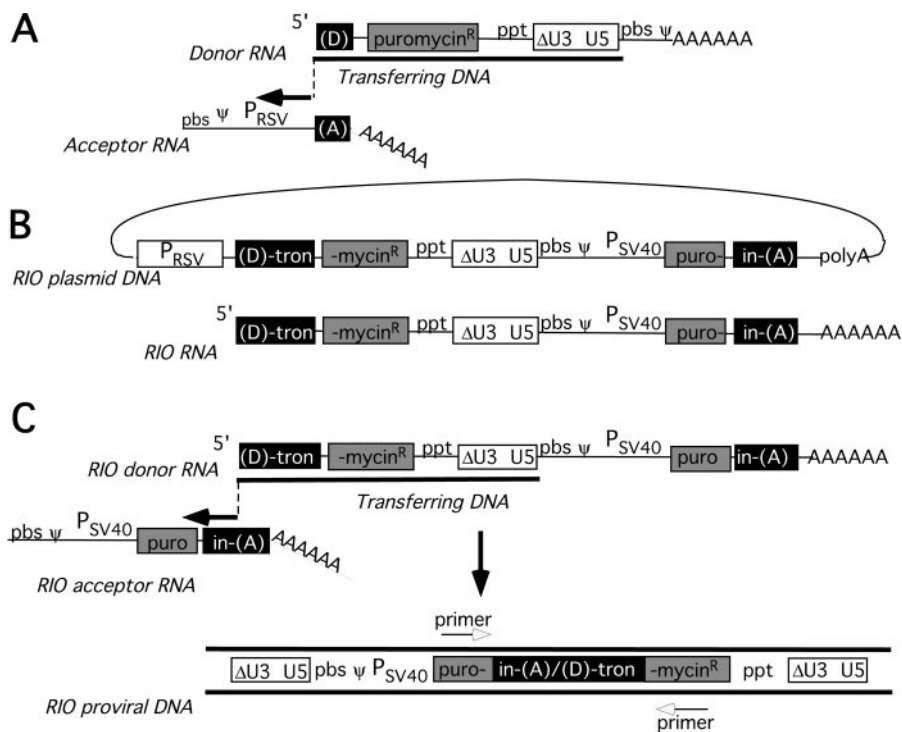 A
5'
(D) puromycinR ppt ΔU3 U5 pbs ψ AAAAAA
Donor RNA
Transferring DNA
pbs ψ PRSV (A) AAAAAA
Acceptor RNA
B
PRSV (D)-tron -mycinR ppt ΔU3 U5 pbs ψ PSV40 puro- in-(A) polyA
RIO plasmid DNA
5'
(D)-tron -mycinR ppt ΔU3 U5 pbs ψ PSV40 puro- in-(A) AAAAAA
RIO RNA
C
5'
RIO donor RNA (D)-tron -mycinR ppt ΔU3 U5 pbs ψ PSV40 puro in-(A) AAAAAA
Transferring DNA
pbs ψ PSV40 puro in-(A) AAAAAA
RIO acceptor RNA
primer
ΔU3 U5 pbs ψ PSV40 puro- in-(A)/(D)-tron -mycinR ppt ΔU3 U5
RIO proviral DNA
primer